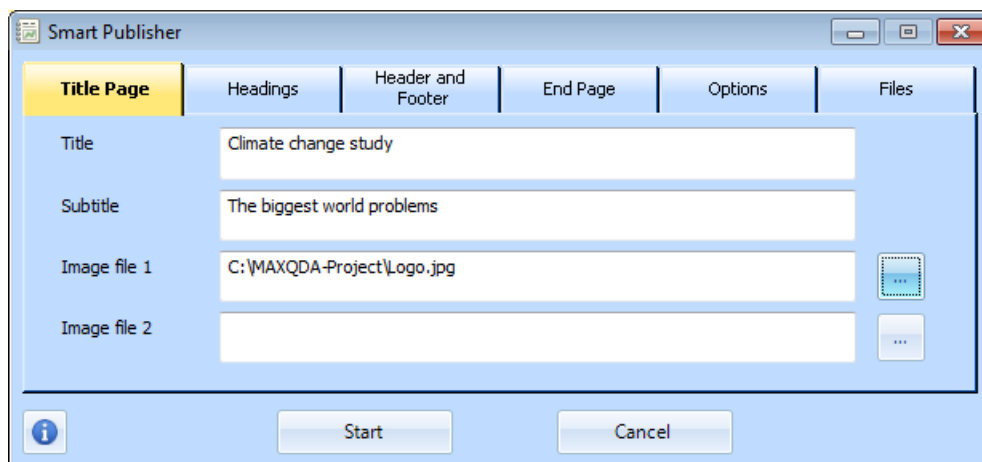 Smart Publisher
Title Page
Headings
Header and
Footer
End Page
Options
Files
Title
Climate change study
Subtitle
The biggest world problems
Image file 1
C:\MAXQDA-Project\Logo.jpg
...
Image file 2
...
Start
Cancel